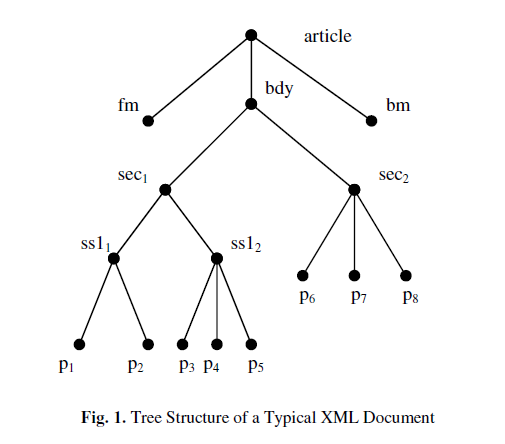 article
bdy
fm
bm
sec₁
sec₂
ss1₁
ss1₂
p₆ p₇ p₈
p₁ p₂ p₃ p₄ p₅
Fig. 1. Tree Structure of a Typical XML Document